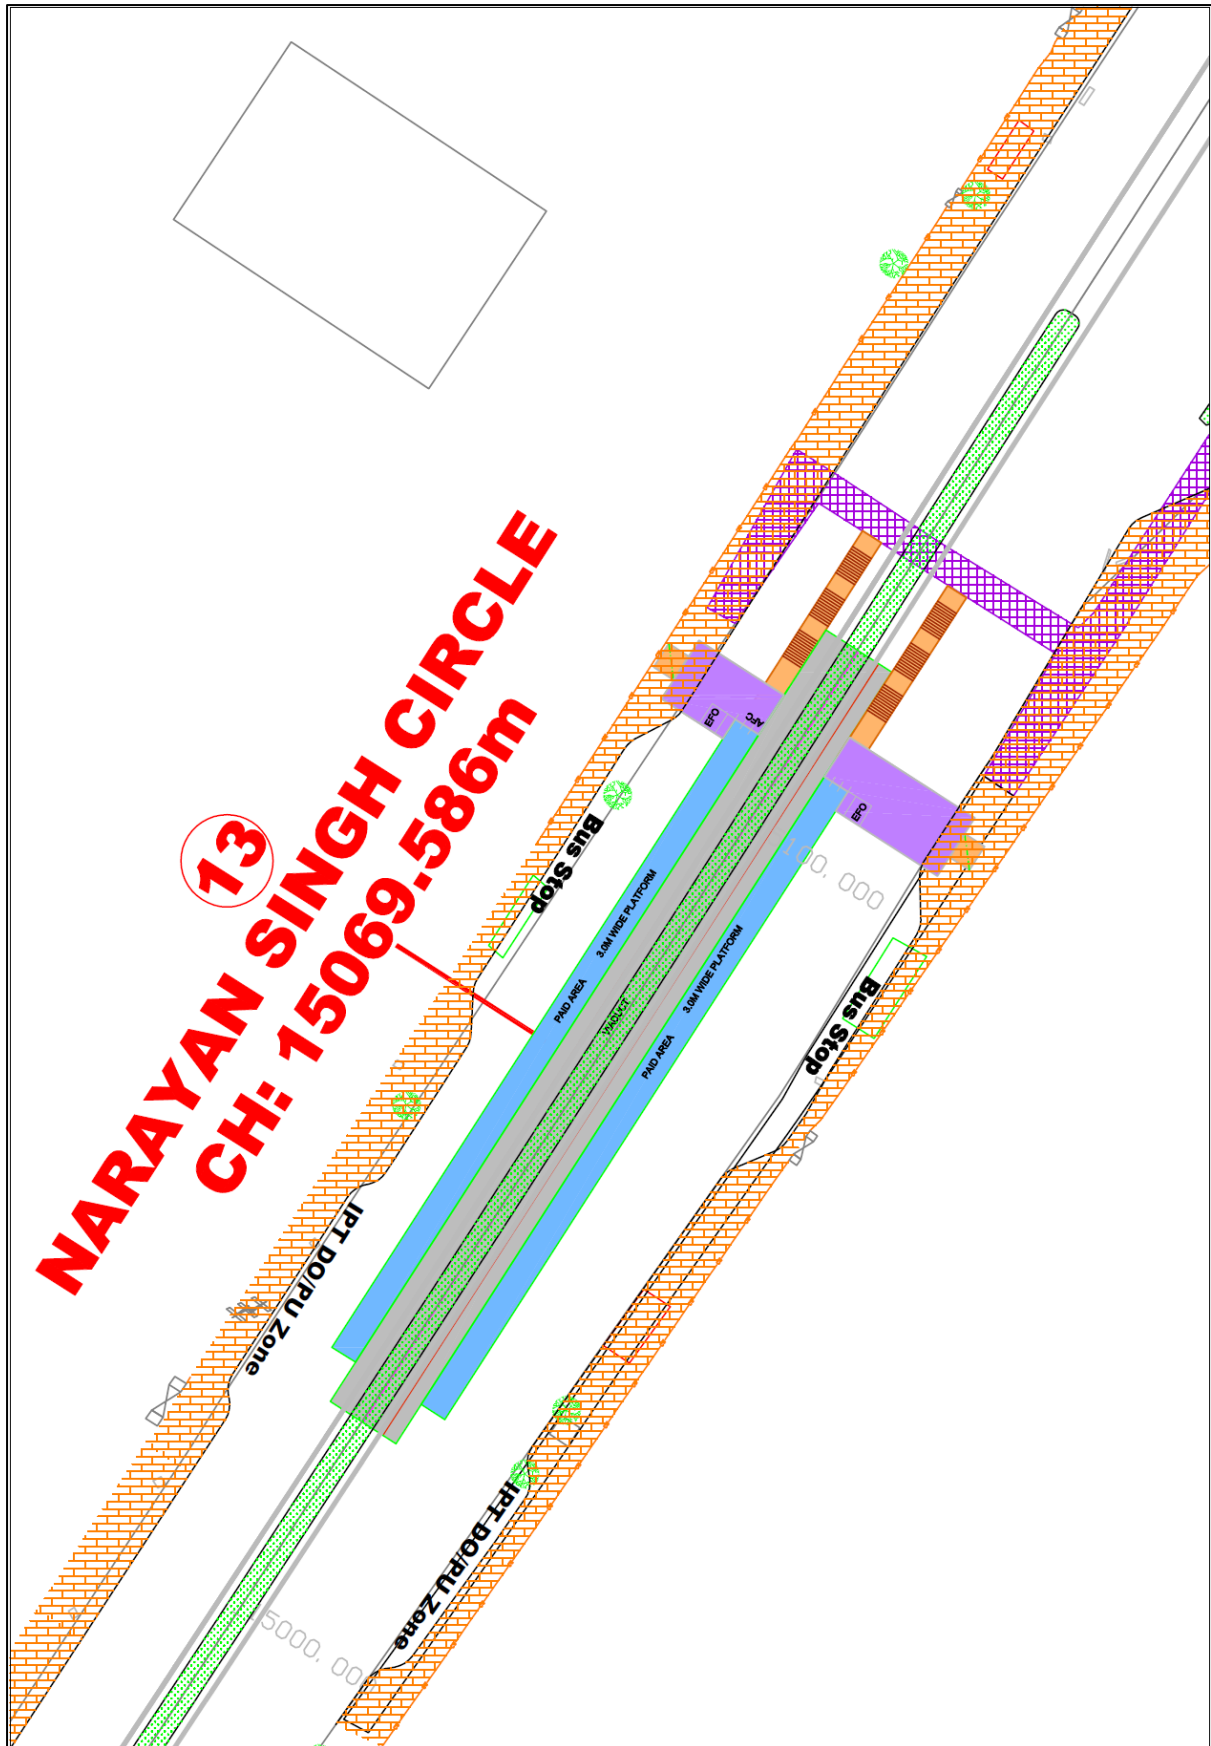 13
NARAYAN SINGH CIRCLE
CH: 15069.586m
EFO
AFC
EFO
Bus Stop
100, 000
3.0M WIDE PLATFORM
PAID AREA
3.0M WIDE PLATFORM
PAID AREA
VIADUCT
Bus Stop
IPT DO/PU Zone
IPT DO/PU Zone
5000, 00